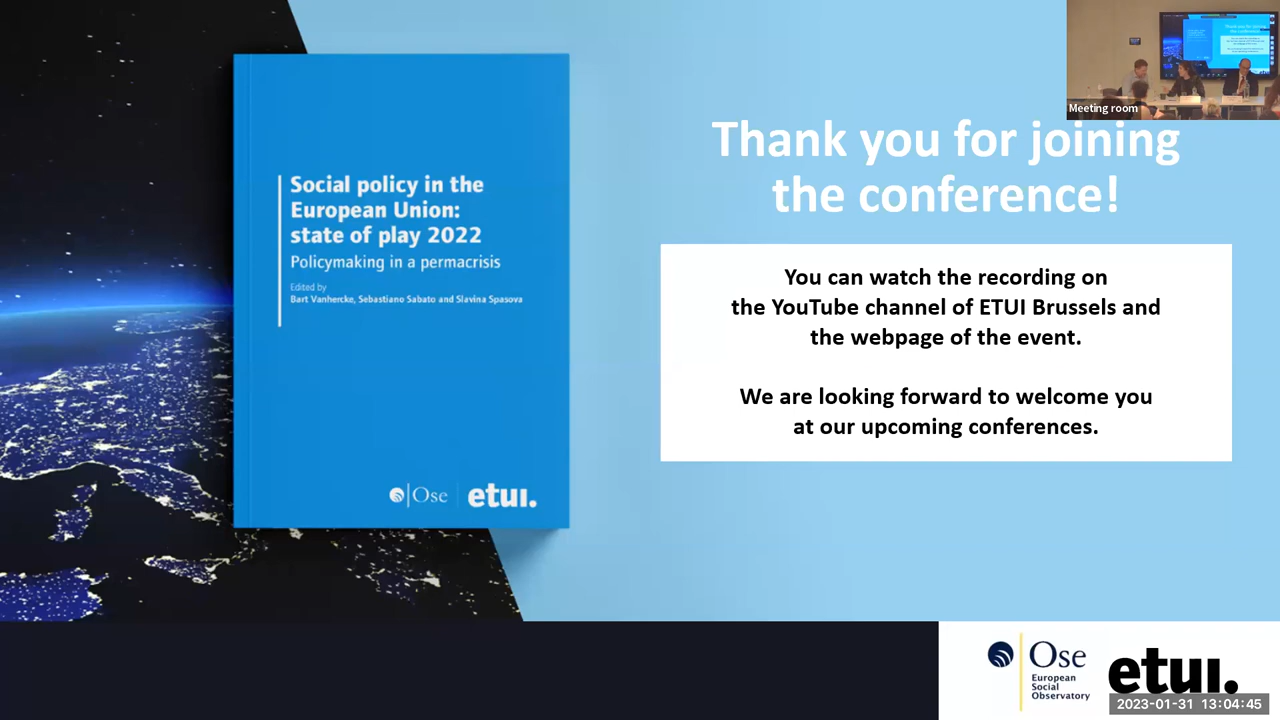 Social policy in the
European Union:
state of play 2022
Policymaking in a permacrisis
Edited by
Bart Vanhercke, Sebastiano Sabato and Slavina Spasova
Ose
etui.
Meeting room
Thank you for joining
the conference!
You can watch the recording on
the YouTube channel of ETUI Brussels and
the webpage of the event.
We are looking forward to welcome you
at our upcoming conferences.
Ose
European
Social
Observatory
etui.
2023-01-31 13:04:45